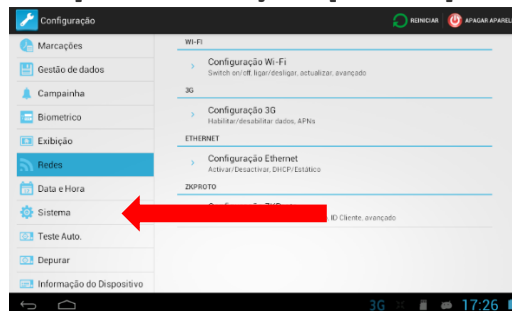 Configuração
REINICIAR
APAGAR APAREL
Marcações
Gestão de dados
Campainha
Biometrico
Exibição
Redes
Data e Hora
Sistema
Teste Auto.
Depurar
Informação do Dispositivo
WI-FI
Configuração Wi-Fi
Switch on/off, ligar/desligar, actualizar, avançado
3G
Configuração 3G
Habilitar/desabilitar dados, APNs
ETHERNET
Configuração Ethernet
Activar/Desactivar, DHCP/Estático
ZKPROTO
ID Cliente, avançado
3G
17:26